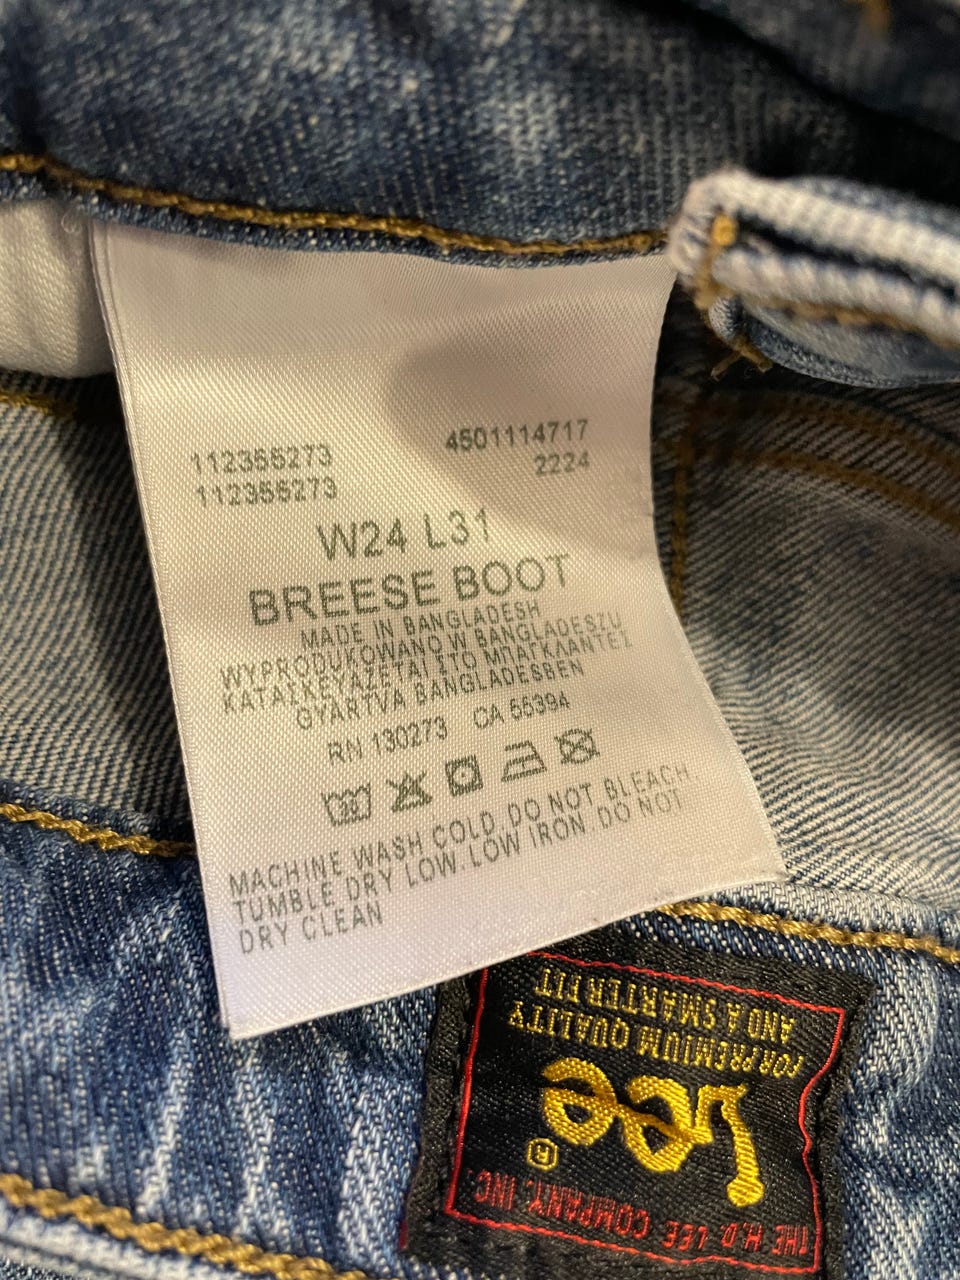 112355273
112355273
4501114717
2224
W24 L31
BREESE BOOT
MADE IN BANGLADESH
WYPRODUKOWANO W BANGLADESZU
ΚΑΤΑΣΚΕΥΑΖΕΤΑΙ ΣΤΟ ΜΠΑΓΚΛΑΝΤΕΣ
GYÁRTVA BANGLADESBEN
RN 130273 CA 55394
30
MACHINE WASH COLD. DO NOT BLEACH.
TUMBLE DRY LOW. LOW IRON. DO NOT
DRY CLEAN
THE H.D. LEE COMPANY, INC.
Lee ®
FOR PREMIUM QUALITY
AND A SMARTER FIT